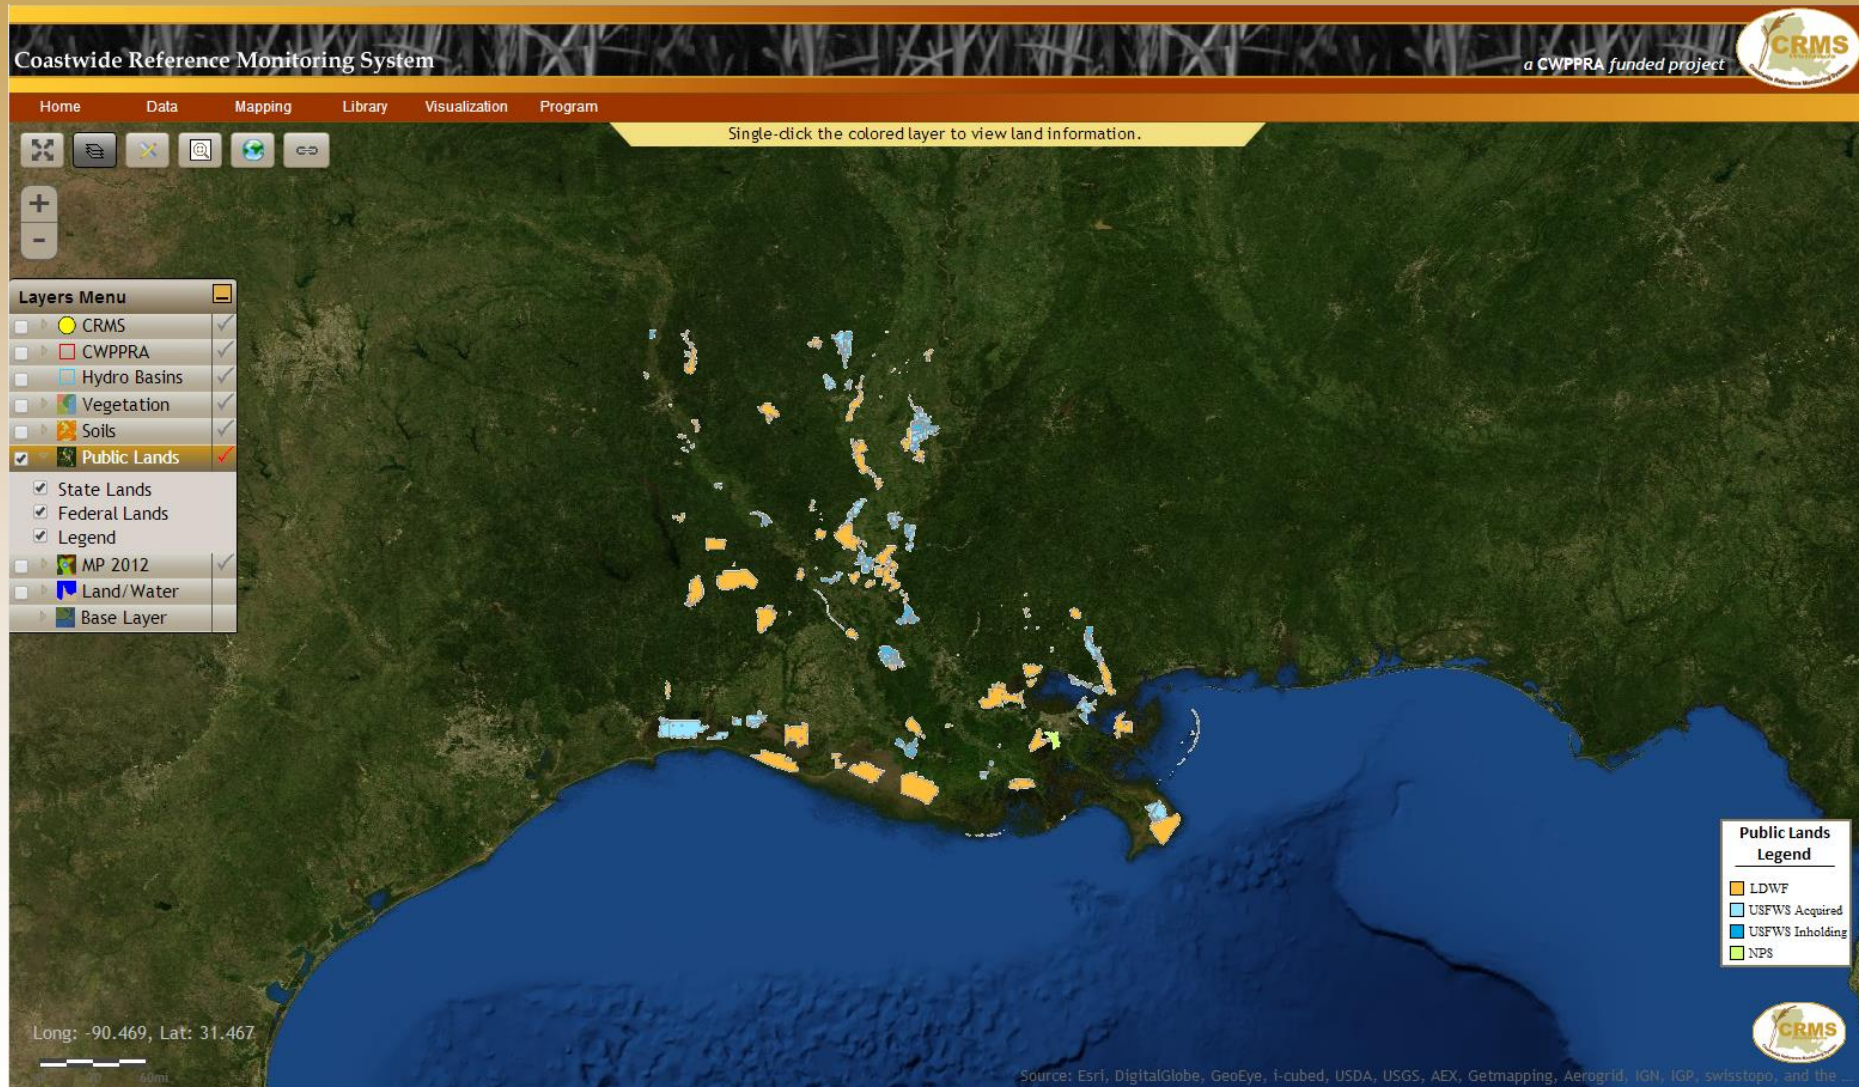 Coastwide Reference Monitoring System
a CWPPRA funded project
CRMS
Home Data Mapping Library Visualization Program
Single-click the colored layer to view land information.
+
-
Layers Menu
CRMS
CWPPRA
Hydro Basins
Vegetation
Soils
Public Lands
State Lands
Federal Lands
Legend
MP 2012
Land/Water
Base Layer
Public Lands
Legend
LDWF
USFWS Acquired
USFWS Inholding
NPS
CRMS
Long: -90.469, Lat: 31.467
60mi
Source: Esri, DigitalGlobe, GeoEye, i-cubed, USDA, USGS, AEX, Getmapping, Aerogrid, IGN, IGP, swisstopo, and the ...